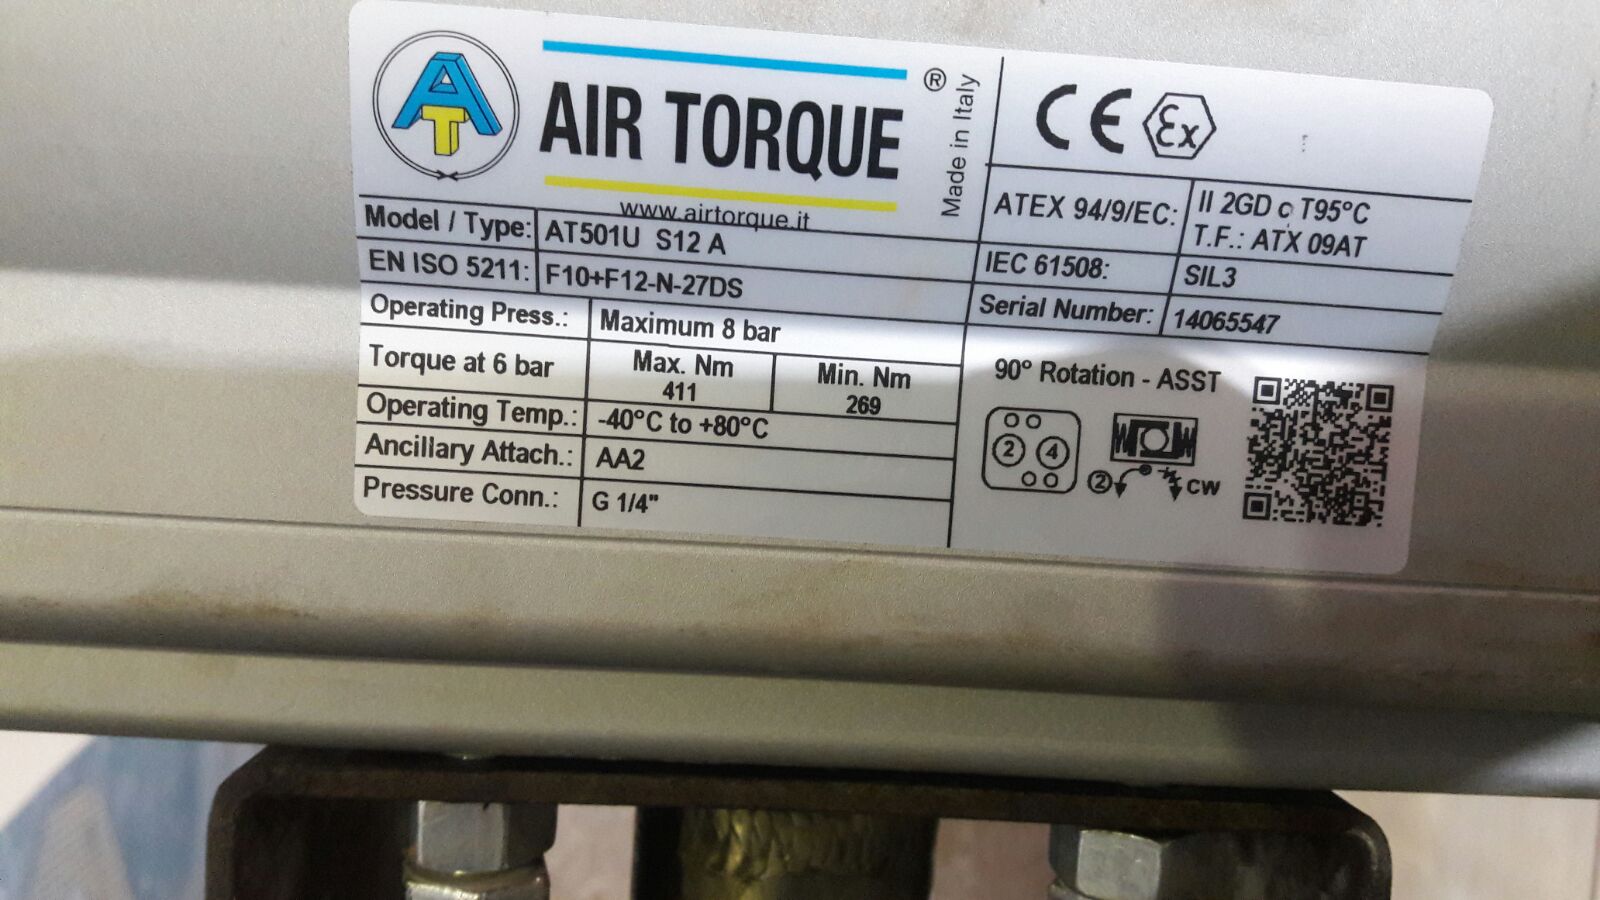 AT
AIR TORQUE ®
Made in Italy
www.airtorque.it
CE Ex
ATEX 94/9/EC: II 2GD c T95°C
T.F.: ATX 09AT
Model / Type: AT501U S12 A
IEC 61508: SIL3
EN ISO 5211: F10+F12-N-27DS
Serial Number: 14065547
Operating Press.: Maximum 8 bar
Torque at 6 bar Max. Nm Min. Nm
411 269
Operating Temp.: -40°C to +80°C
Ancillary Attach.: AA2
Pressure Conn.: G 1/4"
90° Rotation - ASST
2 4
2 CW